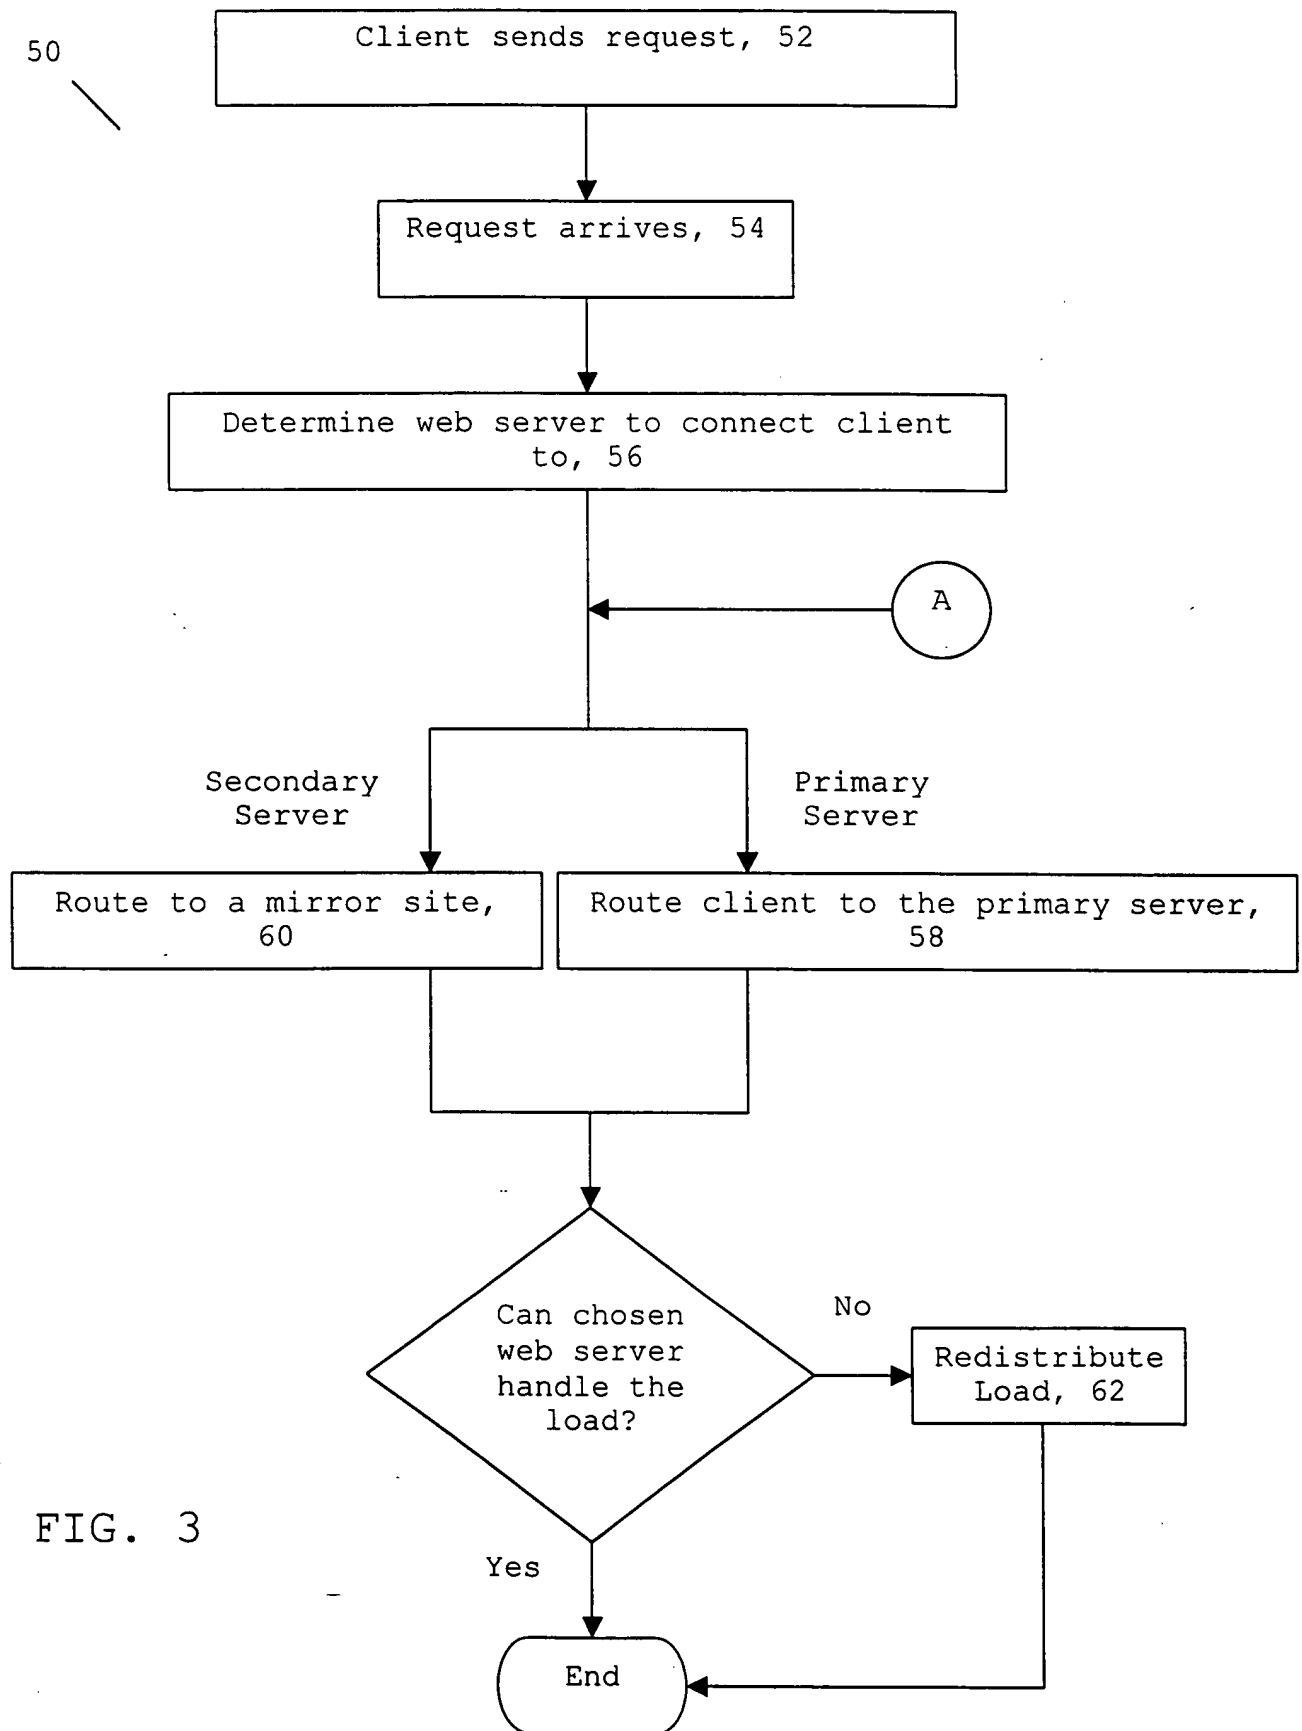 Client sends request, 52
50
Request arrives, 54
Determine web server to connect client
to, 56
A
Secondary
Server
Primary
Server
Route to a mirror site,
60
Route client to the primary server,
58
Can chosen
web server
handle the
load?
No
Redistribute
Load, 62
FIG. 3
Yes
End